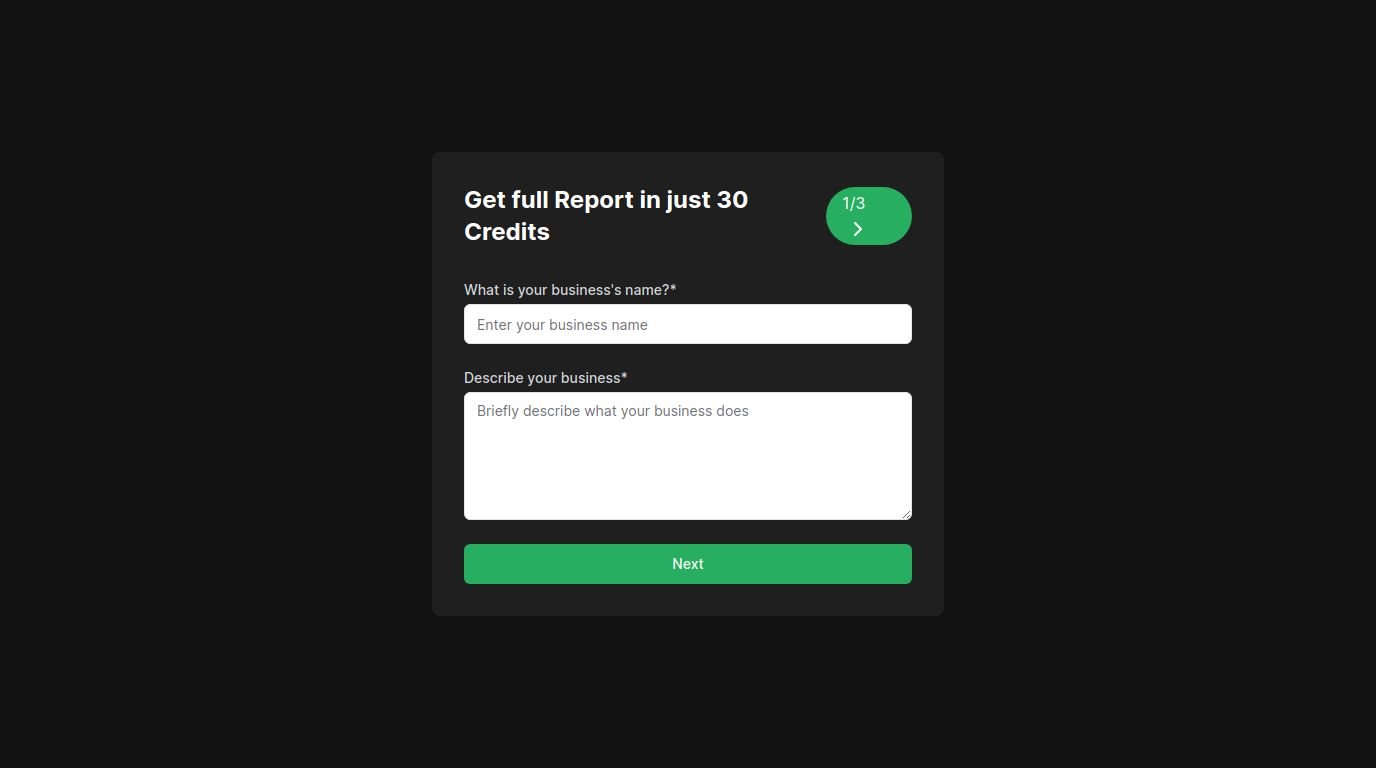 Get full Report in just 30
Credits
1/3
What is your business's name?*
Enter your business name
Describe your business*
Briefly describe what your business does
Next